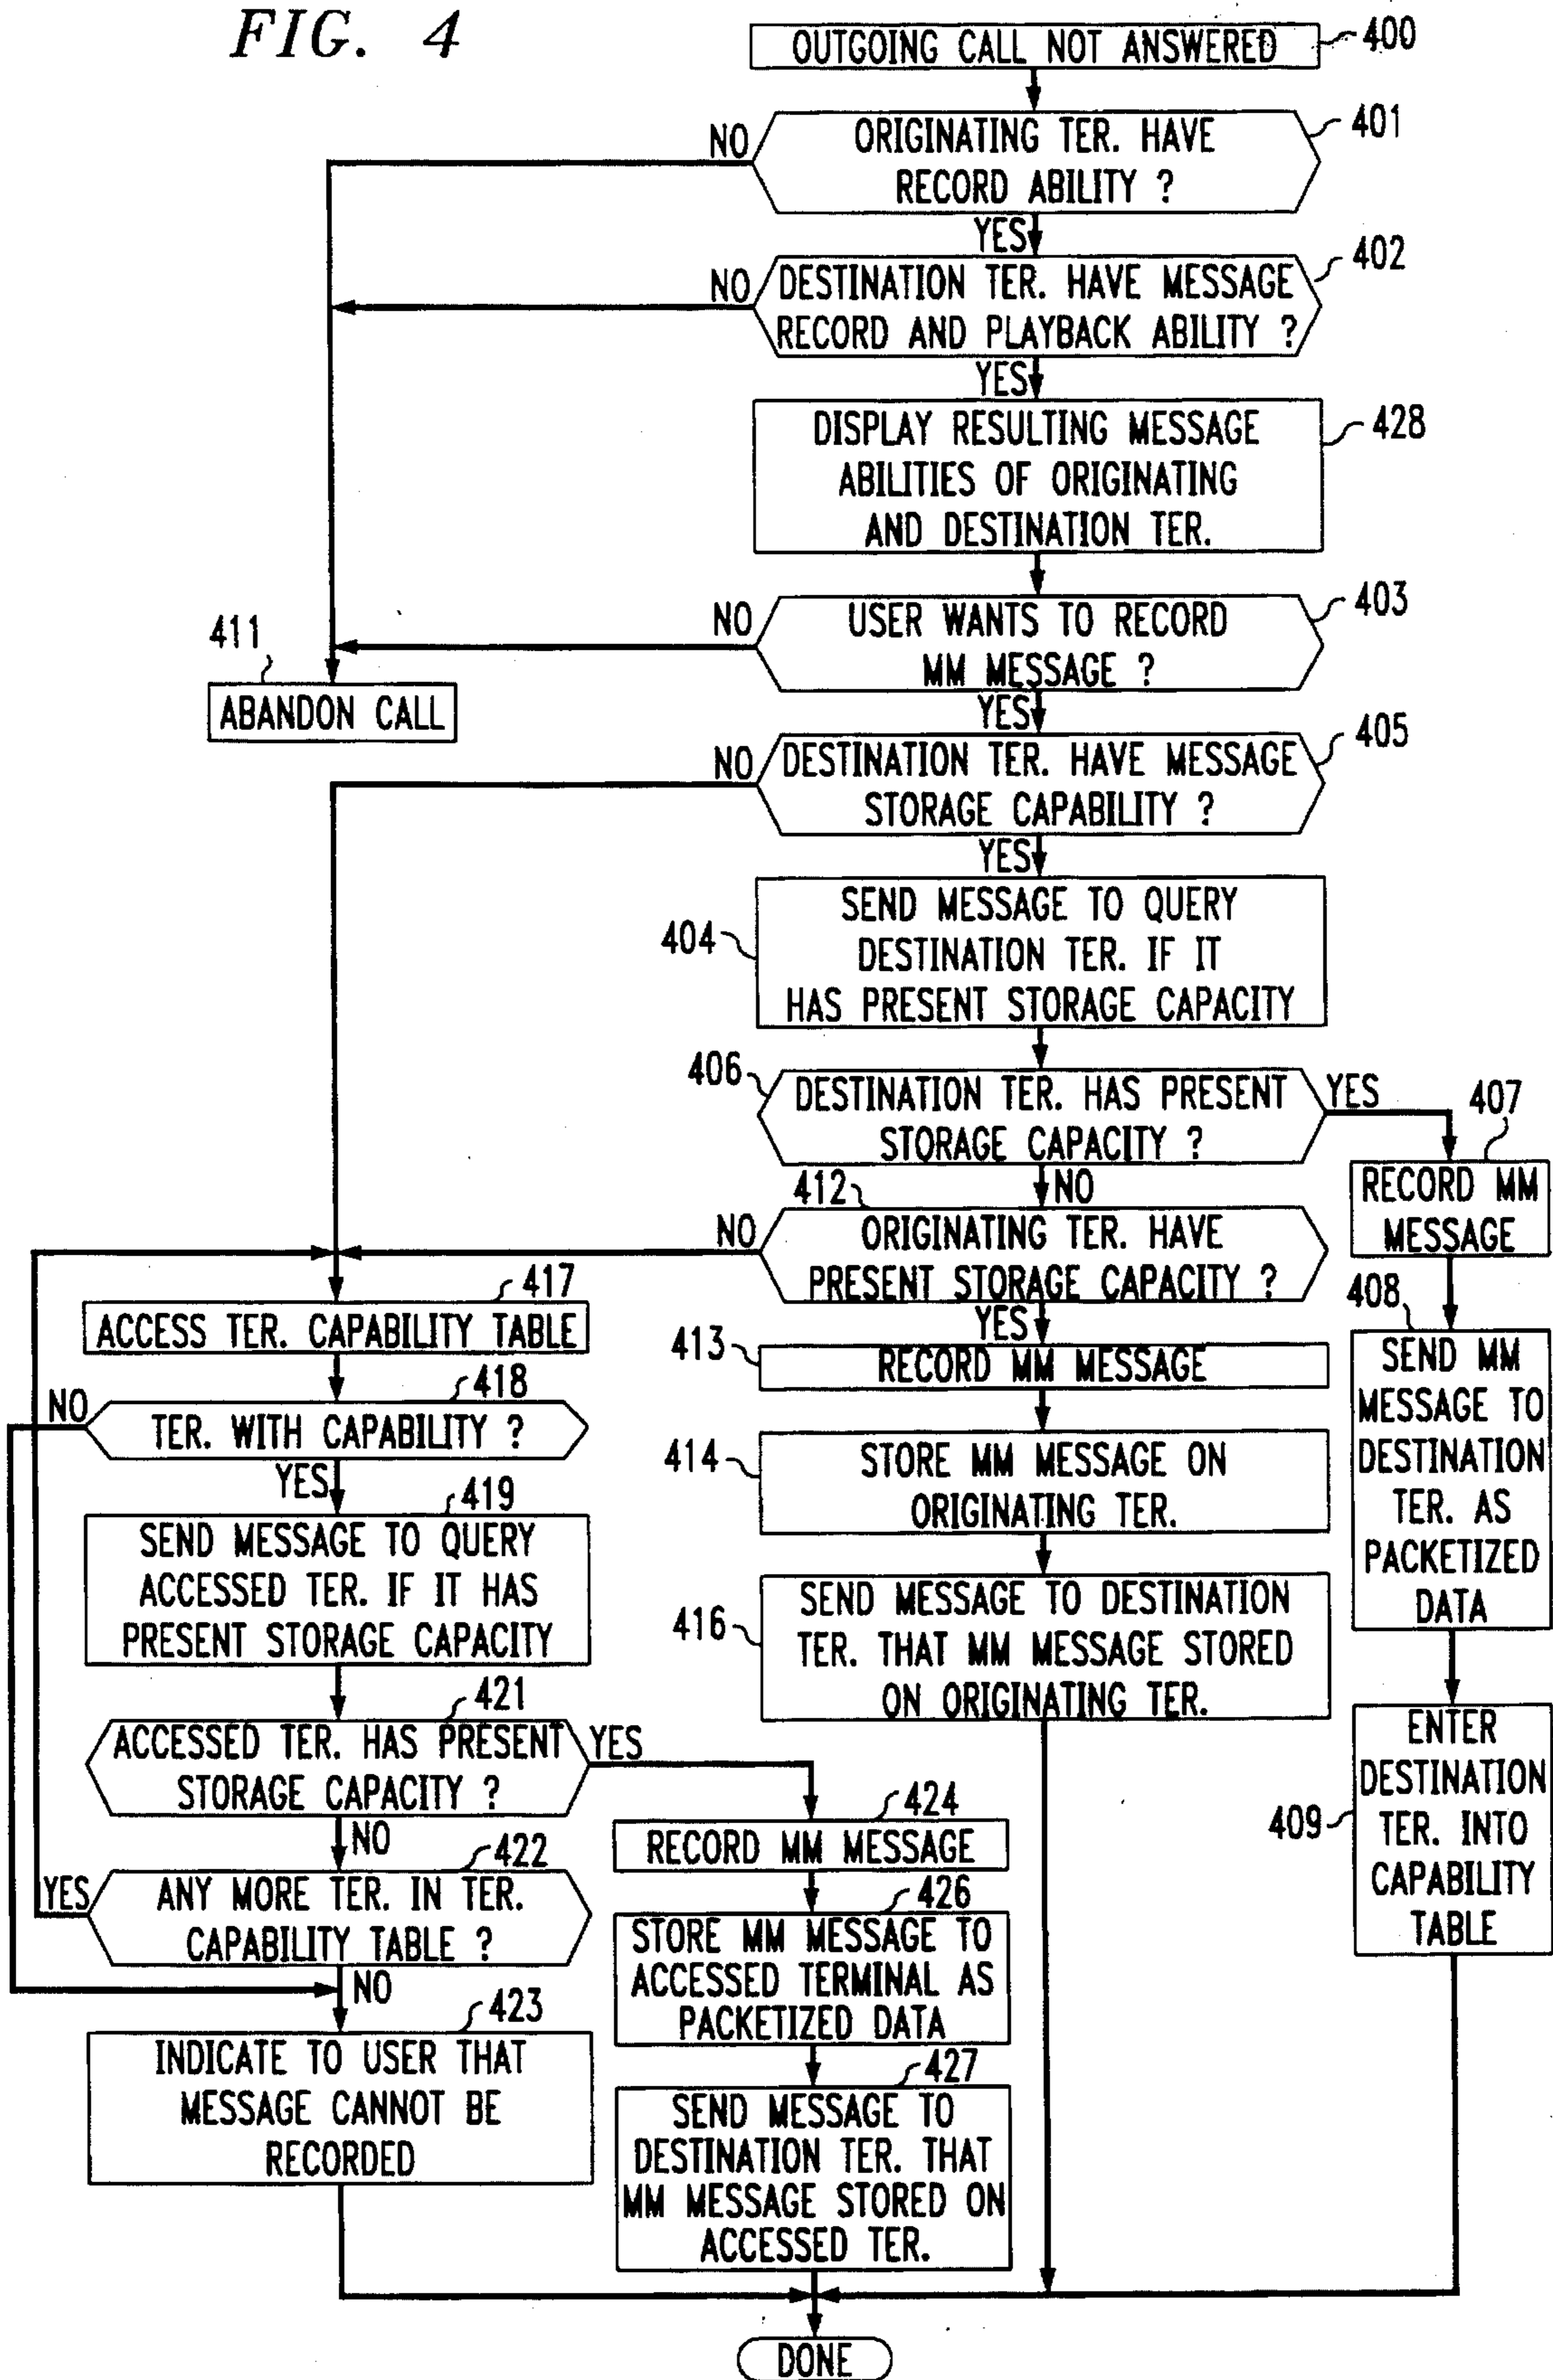 FIG. 4
OUTGOING CALL NOT ANSWERED
400
ORIGINATING TER. HAVE
RECORD ABILITY ?
401
NO
YES
DESTINATION TER. HAVE MESSAGE
RECORD AND PLAYBACK ABILITY ?
402
NO
YES
DISPLAY RESULTING MESSAGE
ABILITIES OF ORIGINATING
AND DESTINATION TER.
428
USER WANTS TO RECORD
MM MESSAGE ?
403
NO
YES
411
ABANDON CALL
DESTINATION TER. HAVE MESSAGE
STORAGE CAPABILITY ?
405
NO
YES
404
SEND MESSAGE TO QUERY
DESTINATION TER. IF IT
HAS PRESENT STORAGE CAPACITY
406
DESTINATION TER. HAS PRESENT
STORAGE CAPACITY ?
YES
NO
407
RECORD MM
MESSAGE
412
ORIGINATING TER. HAVE
PRESENT STORAGE CAPACITY ?
NO
YES
408
SEND MM
MESSAGE TO
DESTINATION
TER. AS
PACKETIZED
DATA
413
RECORD MM MESSAGE
414
STORE MM MESSAGE ON
ORIGINATING TER.
416
SEND MESSAGE TO DESTINATION
TER. THAT MM MESSAGE STORED
ON ORIGINATING TER.
409
ENTER
DESTINATION
TER. INTO
CAPABILITY
TABLE
417
ACCESS TER. CAPABILITY TABLE
418
TER. WITH CAPABILITY ?
NO
YES
419
SEND MESSAGE TO QUERY
ACCESSED TER. IF IT HAS
PRESENT STORAGE CAPACITY
421
ACCESSED TER. HAS PRESENT
STORAGE CAPACITY ?
YES
NO
422
ANY MORE TER. IN TER.
CAPABILITY TABLE ?
YES
NO
423
INDICATE TO USER THAT
MESSAGE CANNOT BE
RECORDED
424
RECORD MM MESSAGE
426
STORE MM MESSAGE TO
ACCESSED TERMINAL AS
PACKETIZED DATA
427
SEND MESSAGE TO
DESTINATION TER. THAT
MM MESSAGE STORED ON
ACCESSED TER.
DONE